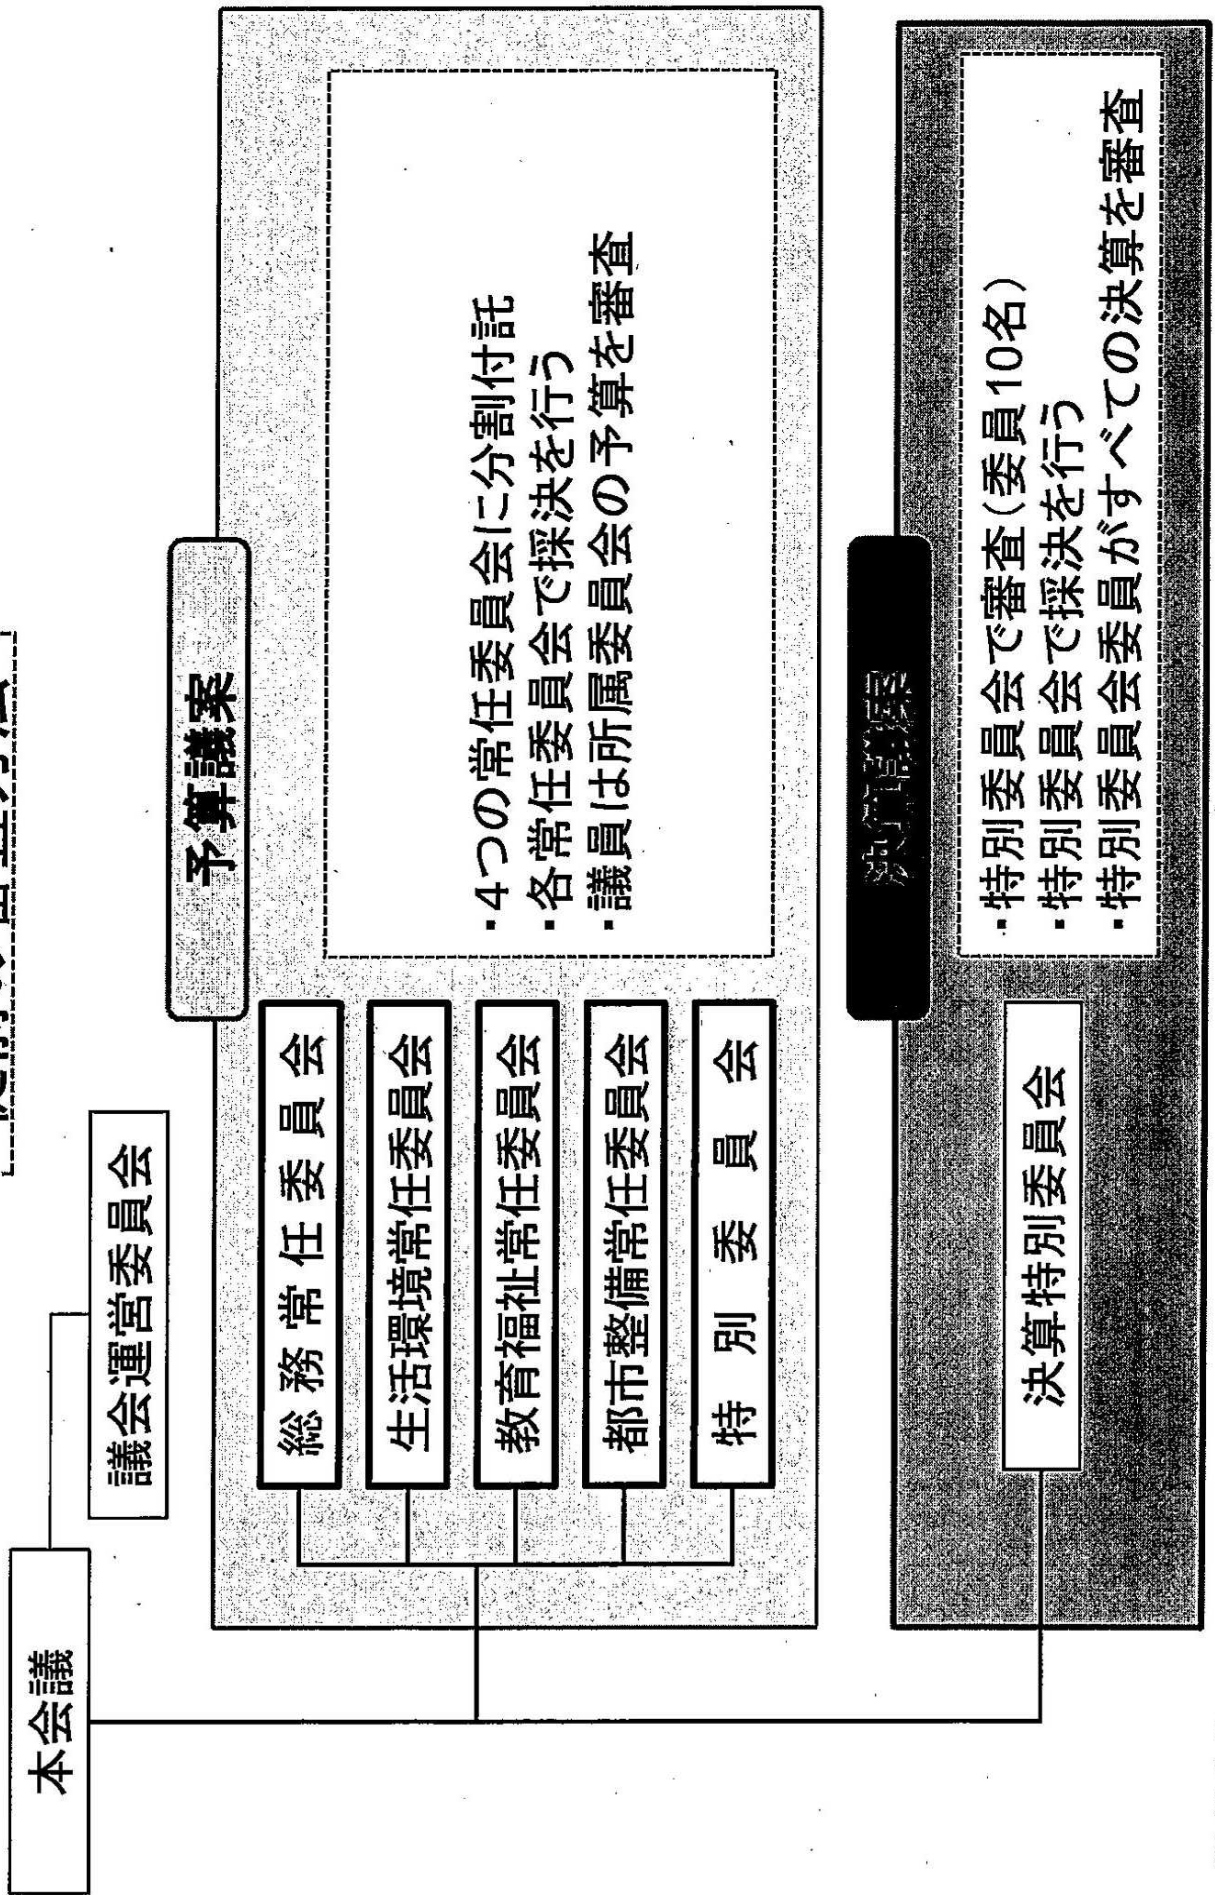 本会議
議会運営委員会
予算議案
総務常任委員会
生活環境常任委員会
教育福祉常任委員会
都市整備常任委員会
特別委員会
・4つの常任委員会に分割付託
・各常任委員会で採決を行う
・議員は所属委員会の予算を審査
決算議案
決算特別委員会
・特別委員会で審査(委員10名)
・特別委員会で採決を行う
・特別委員会委員がすべての決算を審査